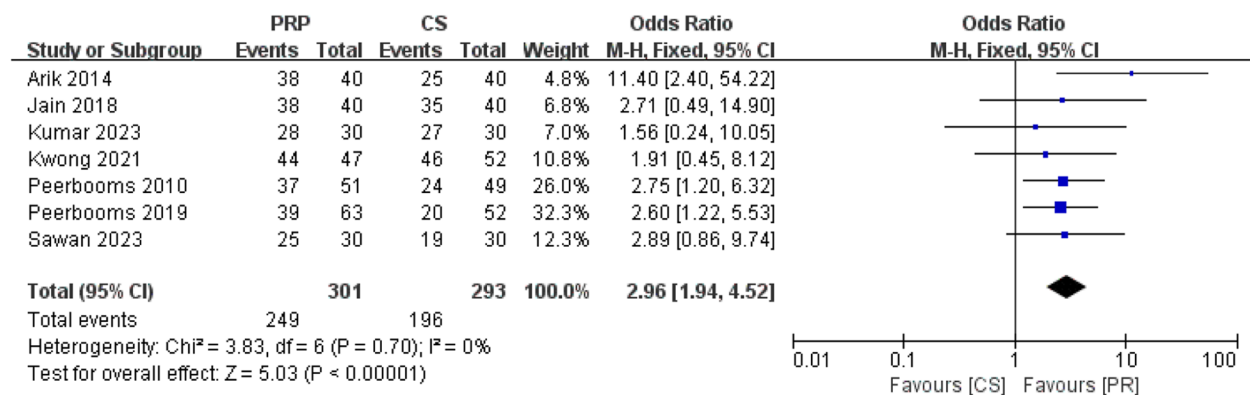 PRP CS Odds Ratio Odds Ratio
Study or Subgroup Events Total Events Total Weight M-H, Fixed, 95% CI M-H, Fixed, 95% CI
Arik 2014 38 40 25 40 4.8% 11.40 [2.40, 54.22]
Jain 2018 38 40 35 40 6.8% 2.71 [0.49, 14.90]
Kumar 2023 28 30 27 30 7.0% 1.56 [0.24, 10.05]
Kwong 2021 44 47 46 52 10.8% 1.91 [0.45, 8.12]
Peerbooms 2010 37 51 24 49 26.0% 2.75 [1.20, 6.32]
Peerbooms 2019 39 63 20 52 32.3% 2.60 [1.22, 5.53]
Sawan 2023 25 30 19 30 12.3% 2.89 [0.86, 9.74]
Total (95% CI) 301 293 100.0% 2.96 [1.94, 4.52]
Total events 249 196
Heterogeneity: Chi² = 3.83, df = 6 (P = 0.70); I² = 0%
Test for overall effect: Z = 5.03 (P < 0.00001)
0.01 0.1 1 10 100
Favours [CS] Favours [PR]